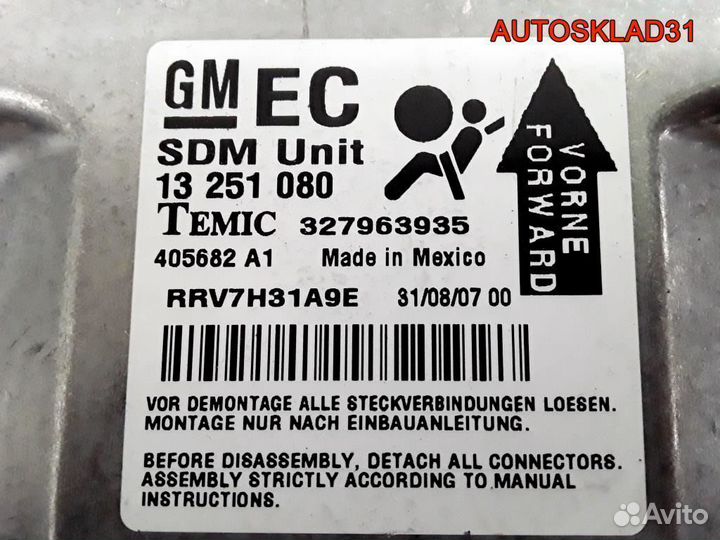 AUTOSKLAD31
GM EC
SDM Unit
13 251 080
TEMIC 327963935
405682 A1 Made in Mexico
RRV7H31A9E 31/08/07 00
VORNE
FORWARD
VOR DEMONTAGE ALLE STECKVERBINDUNGEN LOESEN.
MONTAGE NUR NACH EINBAUANLEITUNG.
BEFORE DISASSEMBLY, DETACH ALL CONNECTORS.
ASSEMBLY STRICTLY ACCORDING TO MANUAL
INSTRUCTIONS.
Avito